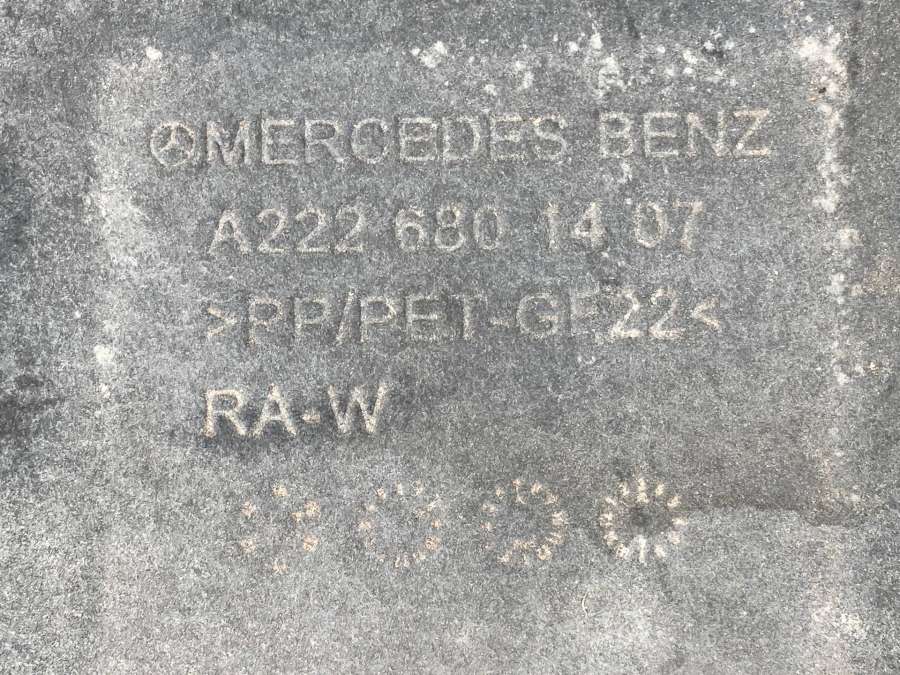 MERCEDES BENZ
A222 680 14 07
>PP/PET-GF22<
RA-W